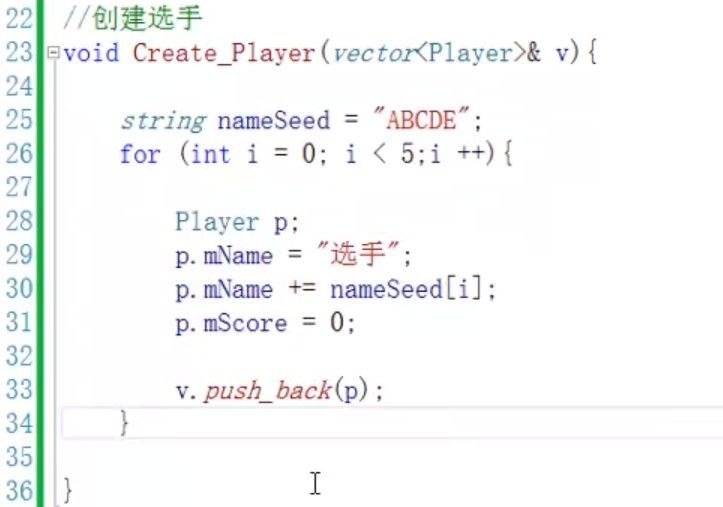 22 //创建选手
23 void Create_Player(vector<Player>& v){
24
25 string nameSeed = "ABCDE";
26 for (int i = 0; i < 5;i ++){
27
28 Player p;
29 p.mName = "选手";
30 p.mName += nameSeed[i];
31 p.mScore = 0;
32
33 v.push_back(p);
34 }
35
36 }